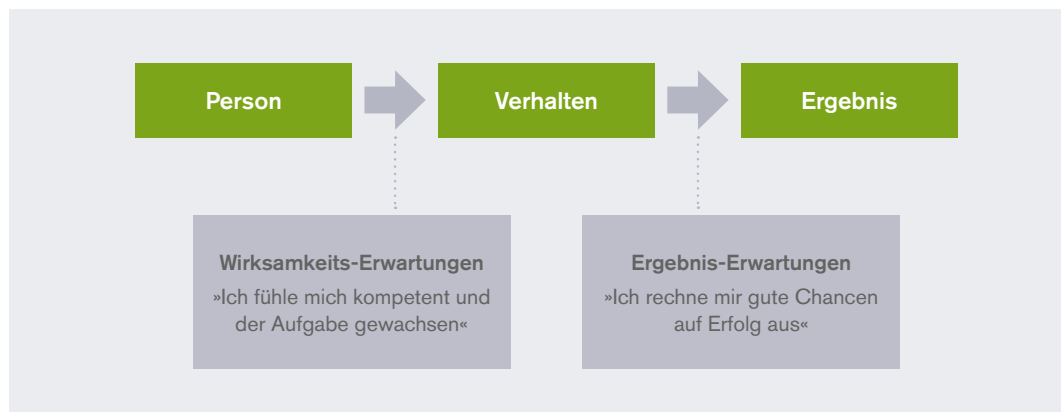 Person
Verhalten
Ergebnis
Wirksamkeits-Erwartungen
»Ich fühle mich kompetent und
der Aufgabe gewachsen«
Ergebnis-Erwartungen
»Ich rechne mir gute Chancen
auf Erfolg aus«